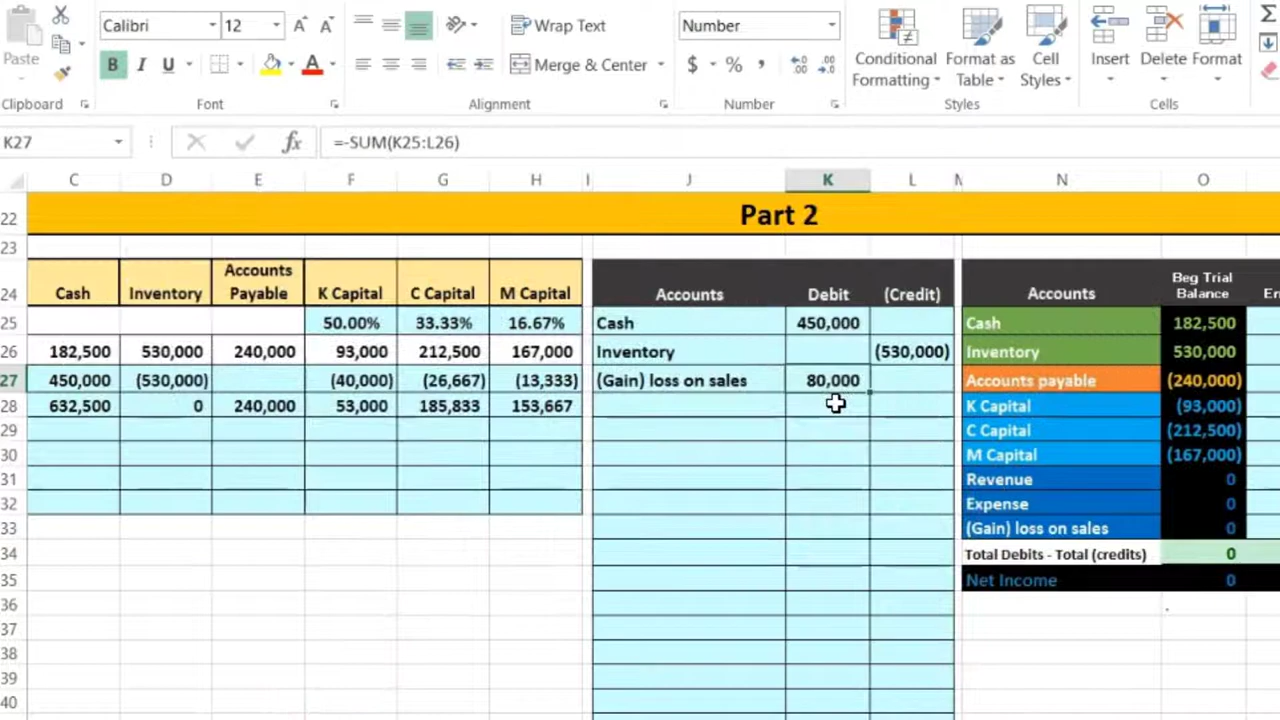 Calibri 12 Wrap Text Number
Paste B I U Merge & Center $ % , Conditional Formatting Format as Table Cell Styles Insert Delete Format
Clipboard Font Alignment Number Styles Cells
K27 fx =-SUM(K25:L26)
C D E F G H I J K L M N O
22 Part 2
23
24 Cash Inventory Accounts Payable K Capital C Capital M Capital Accounts Debit (Credit) Accounts Beg Trial Balance
25 50.00% 33.33% 16.67% Cash 450,000 Cash 182,500
26 182,500 530,000 240,000 93,000 212,500 167,000 Inventory (530,000) Inventory 530,000
27 450,000 (530,000) (40,000) (26,667) (13,333) (Gain) loss on sales 80,000 Accounts payable (240,000)
28 632,500 0 240,000 53,000 185,833 153,667 K Capital (93,000)
29 C Capital (212,500)
30 M Capital (167,000)
31 Revenue 0
32 Expense 0
33 (Gain) loss on sales 0
34 Total Debits - Total (credits) 0
35 Net Income 0
36
37
38
39
40